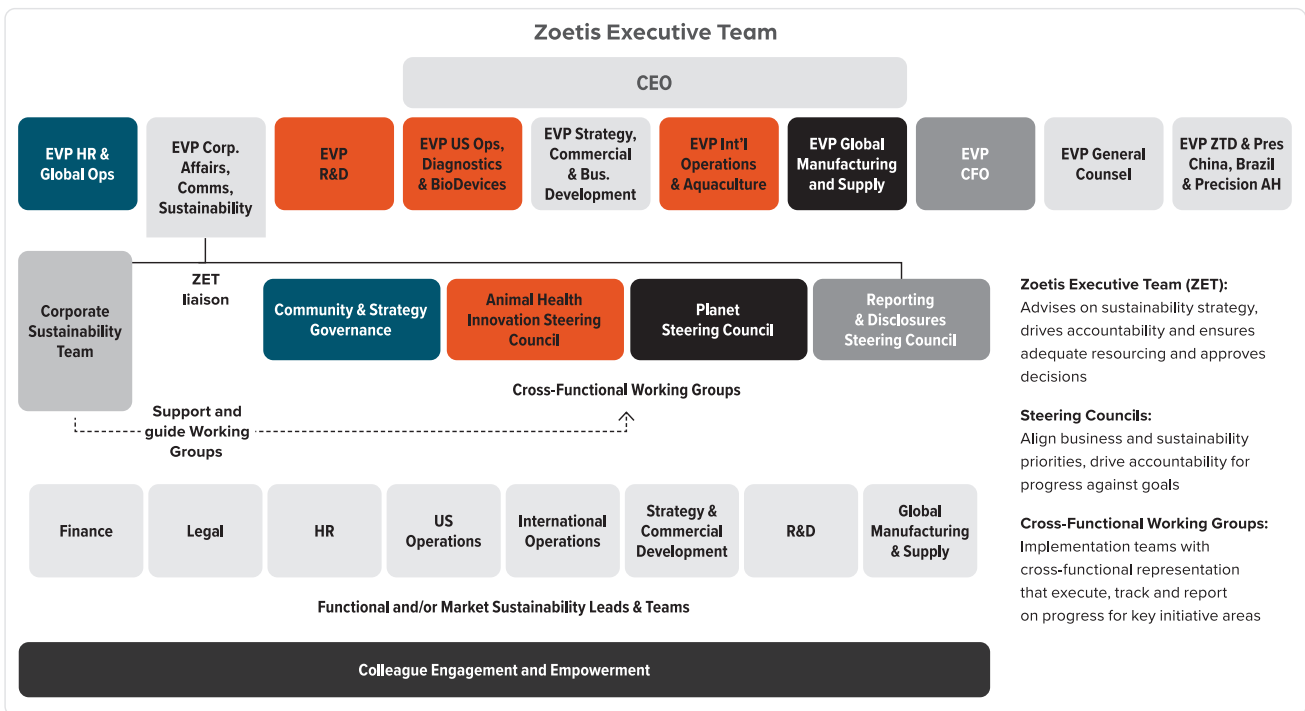 Zoetis Executive Team
CEO
EVP HR &
Global Ops
EVP Corp.
Affairs,
Comms,
Sustainability
EVP
R&D
EVP US Ops,
Diagnostics
& BioDevices
EVP Strategy,
Commercial
& Bus.
Development
EVP Int'l
Operations
& Aquaculture
EVP Global
Manufacturing
and Supply
EVP
CFO
EVP General
Counsel
EVP ZTD & Pres
China, Brazil
& Precision AH
Corporate
Sustainability
Team
ZET
liaison
Community & Strategy
Governance
Animal Health
Innovation Steering
Council
Planet
Steering Council
Reporting
& Disclosures
Steering Council
Cross-Functional Working Groups
Support and
guide Working
Groups
Finance
Legal
HR
US
Operations
International
Operations
Strategy &
Commercial
Development
R&D
Global
Manufacturing
& Supply
Functional and/or Market Sustainability Leads & Teams
Colleague Engagement and Empowerment
Zoetis Executive Team (ZET):
Advises on sustainability strategy,
drives accountability and ensures
adequate resourcing and approves
decisions
Steering Councils:
Align business and sustainability
priorities, drive accountability for
progress against goals
Cross-Functional Working Groups:
Implementation teams with
cross-functional representation
that execute, track and report
on progress for key initiative areas